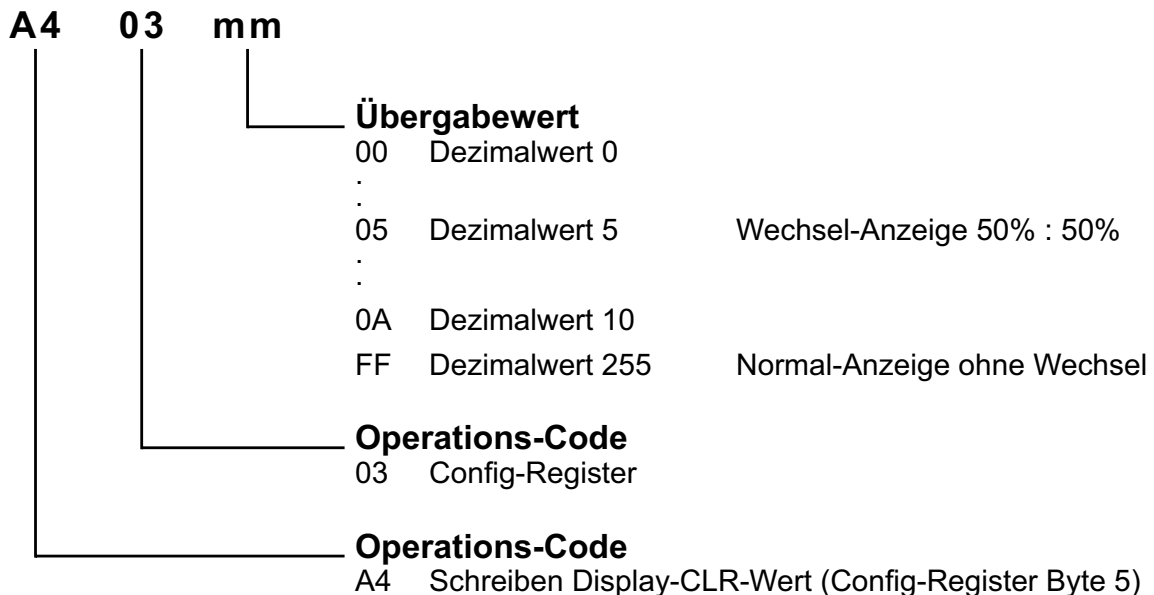 A4 03 mm
Übergabewert
00 Dezimalwert 0
.
.
05 Dezimalwert 5 Wechsel-Anzeige 50% : 50%
.
.
0A Dezimalwert 10
FF Dezimalwert 255 Normal-Anzeige ohne Wechsel
Operations-Code
03 Config-Register
Operations-Code
A4 Schreiben Display-CLR-Wert (Config-Register Byte 5)